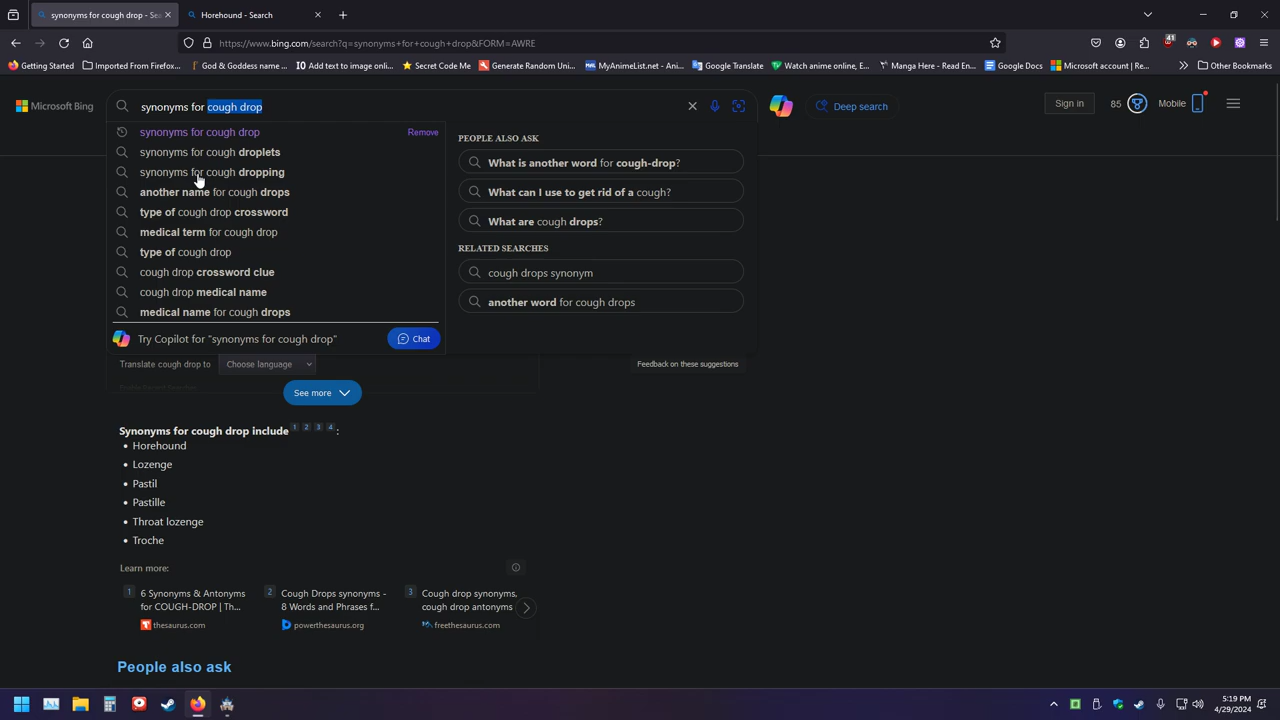 synonyms for cough drop - Sea
Horehound - Search
https://www.bing.com/search?q=synonyms+for+cough+drop&FORM=AWRE
Getting Started
Imported From Firefox...
God & Goddess name ...
IO Add text to image onli...
Secret Code Me
Generate Random Uni...
MyAnimeList.net - Ani...
Google Translate
Watch anime online, E...
Manga Here - Read En...
Google Docs
Microsoft account | Re...
Other Bookmarks
Microsoft Bing
synonyms for cough drop
Deep search
Sign in
85
Mobile
synonyms for cough drop
Remove
synonyms for cough droplets
synonyms for cough dropping
another name for cough drops
type of cough drop crossword
medical term for cough drop
type of cough drop
cough drop crossword clue
cough drop medical name
medical name for cough drops
Try Copilot for "synonyms for cough drop"
Chat
PEOPLE ALSO ASK
What is another word for cough-drop?
What can I use to get rid of a cough?
What are cough drops?
RELATED SEARCHES
cough drops synonym
another word for cough drops
Translate cough drop to
Choose language
Feedback on these suggestions
See more
Synonyms for cough drop include 1 2 3 4 :
• Horehound
• Lozenge
• Pastil
• Pastille
• Throat lozenge
• Troche
Learn more:
1 6 Synonyms & Antonyms
for COUGH-DROP | Th...
thesaurus.com
2 Cough Drops synonyms -
8 Words and Phrases f...
powerthesaurus.org
3 Cough drop synonyms,
cough drop antonyms
freethesaurus.com
People also ask
5:19 PM
4/29/2024